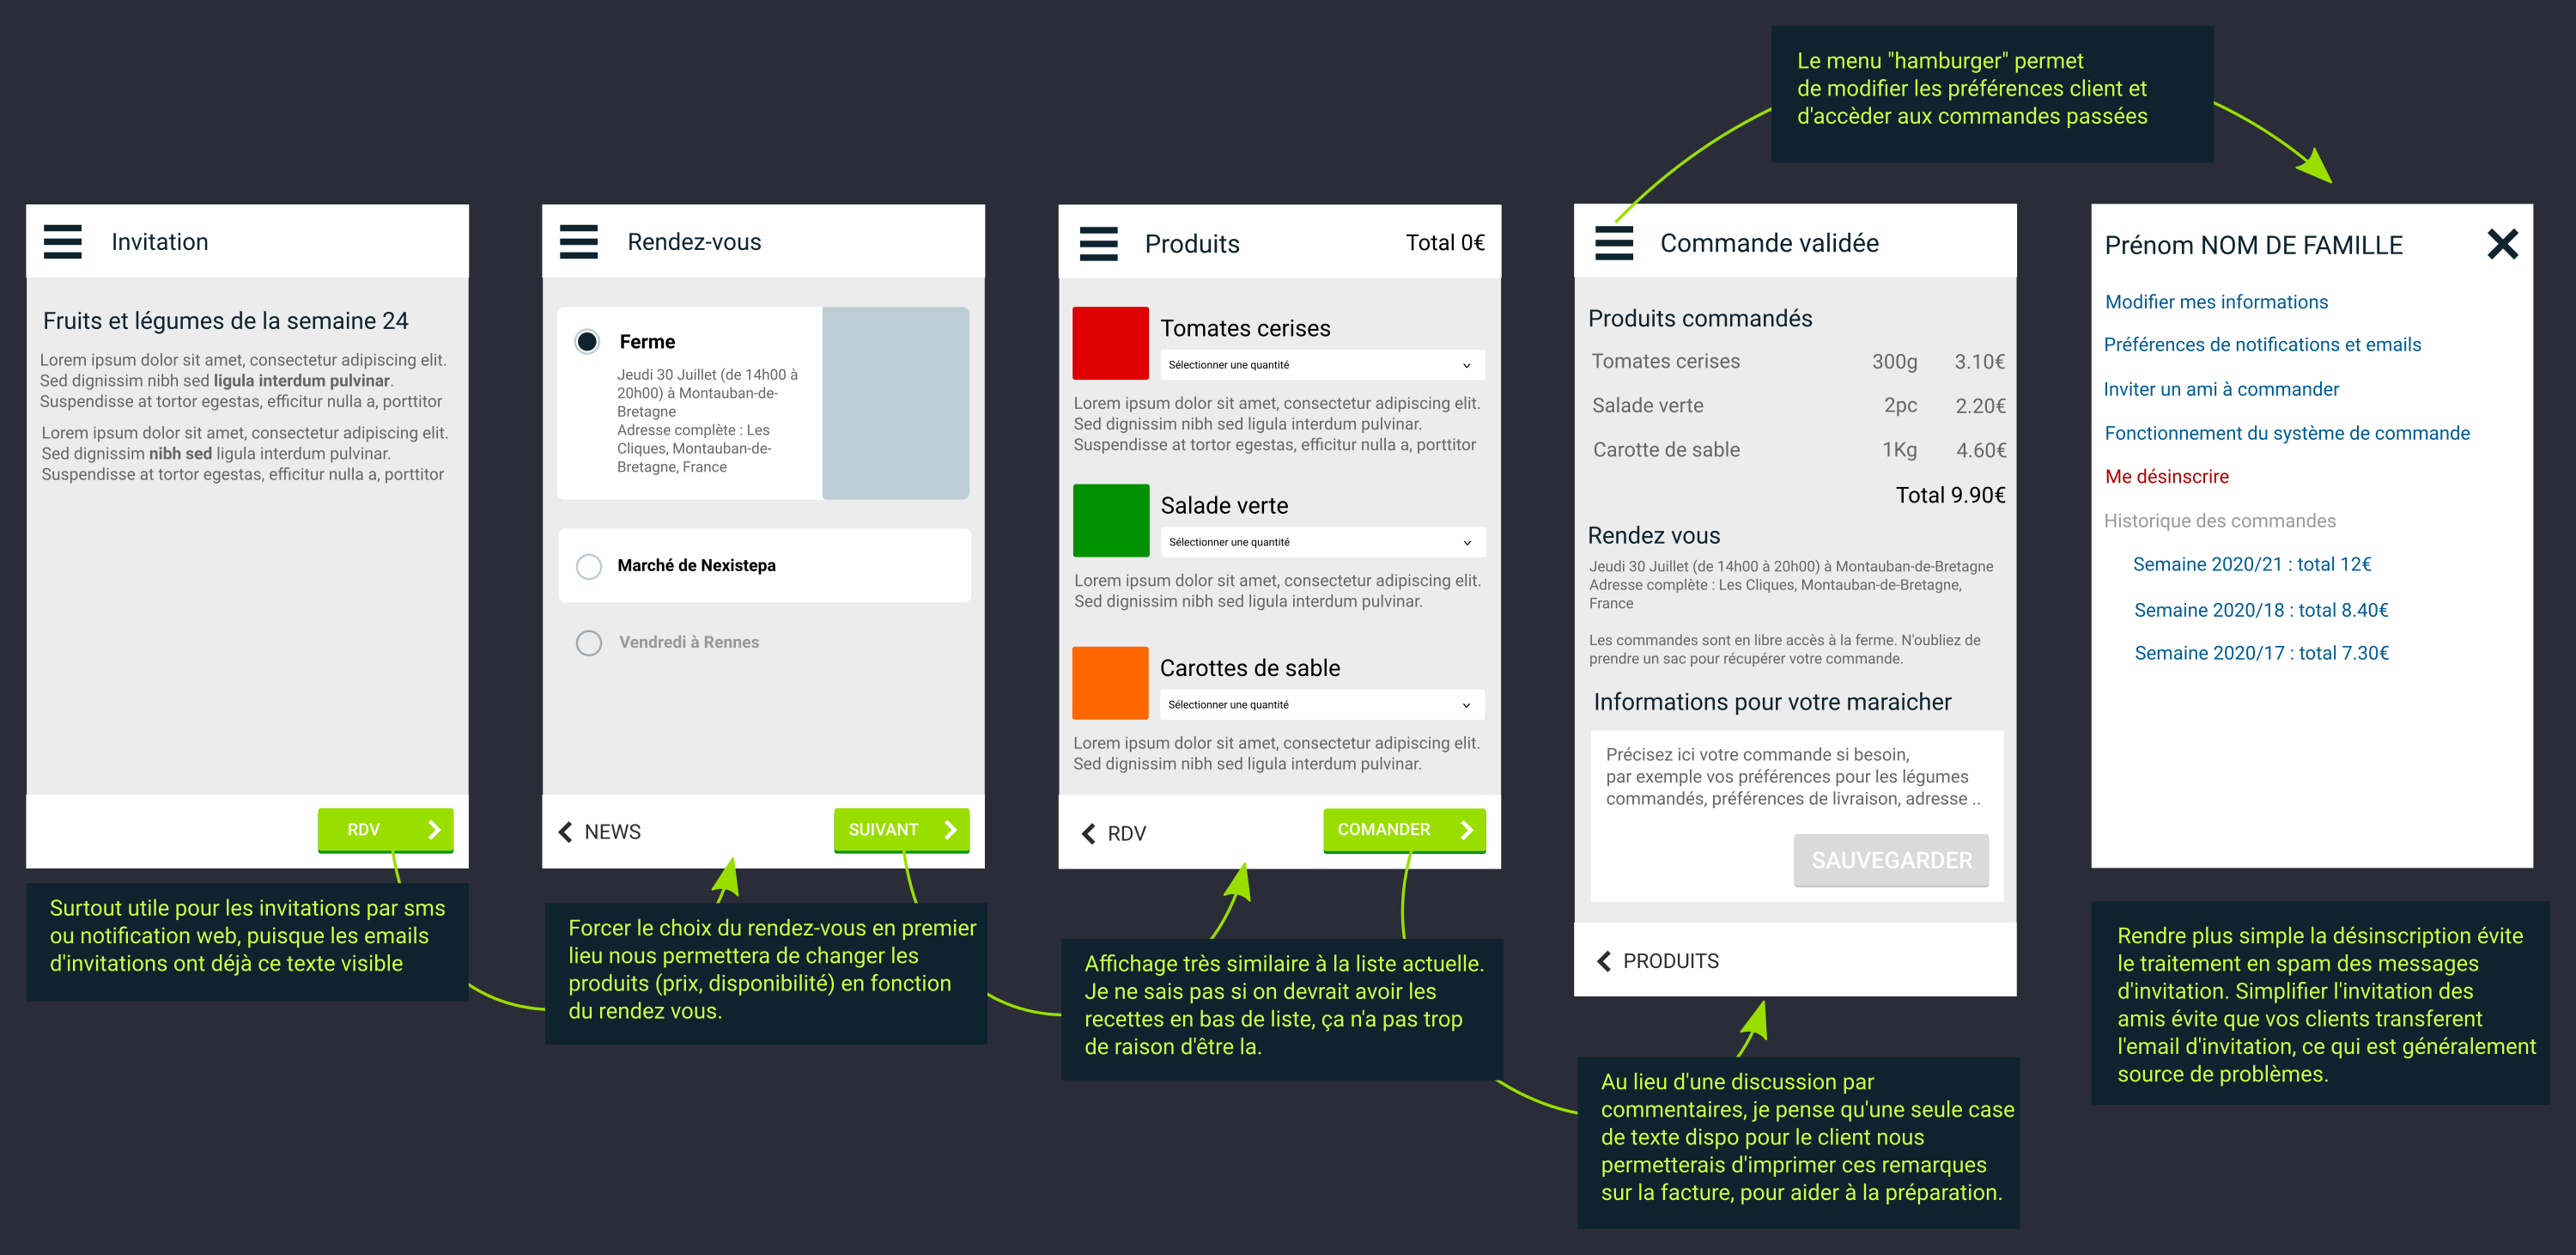 Le menu "hamburger" permet
de modifier les préférences client et
d'accèder aux commandes passées
Invitation
Fruits et légumes de la semaine 24
Lorem ipsum dolor sit amet, consectetur adipiscing elit.
Sed dignissim nibh sed ligula interdum pulvinar.
Suspendisse at tortor egestas, efficitur nulla a, porttitor
Lorem ipsum dolor sit amet, consectetur adipiscing elit.
Sed dignissim nibh sed ligula interdum pulvinar.
Suspendisse at tortor egestas, efficitur nulla a, porttitor
RDV
Surtout utile pour les invitations par sms
ou notification web, puisque les emails
d'invitations ont déjà ce texte visible
Rendez-vous
Ferme
Jeudi 30 Juillet (de 14h00 à
20h00) à Montauban-de-
Bretagne
Adresse complète : Les
Cliques, Montauban-de-
Bretagne, France
Marché de Nexistepa
Vendredi à Rennes
NEWS
SUIVANT
Forcer le choix du rendez-vous en premier
lieu nous permettera de changer les
produits (prix, disponibilité) en fonction
du rendez vous.
Produits
Total 0€
Tomates cerises
Sélectionner une quantité
Lorem ipsum dolor sit amet, consectetur adipiscing elit.
Sed dignissim nibh sed ligula interdum pulvinar.
Suspendisse at tortor egestas, efficitur nulla a, porttitor
Salade verte
Sélectionner une quantité
Lorem ipsum dolor sit amet, consectetur adipiscing elit.
Sed dignissim nibh sed ligula interdum pulvinar.
Carottes de sable
Sélectionner une quantité
Lorem ipsum dolor sit amet, consectetur adipiscing elit.
Sed dignissim nibh sed ligula interdum pulvinar.
RDV
COMANDER
Affichage très similaire à la liste actuelle.
Je ne sais pas si on devrait avoir les
recettes en bas de liste, ça n'a pas trop
de raison d'être la.
Commande validée
Produits commandés
Tomates cerises 300g 3.10€
Salade verte 2pc 2.20€
Carotte de sable 1Kg 4.60€
Total 9.90€
Rendez vous
Jeudi 30 Juillet (de 14h00 à 20h00) à Montauban-de-Bretagne
Adresse complète : Les Cliques, Montauban-de-Bretagne,
France
Les commandes sont en libre accès à la ferme. N'oubliez de
prendre un sac pour récupérer votre commande.
Informations pour votre maraicher
Précisez ici votre commande si besoin,
par exemple vos préférences pour les légumes
commandés, préférences de livraison, adresse ..
SAUVEGARDER
PRODUITS
Au lieu d'une discussion par
commentaires, je pense qu'une seule case
de texte dispo pour le client nous
permetterais d'imprimer ces remarques
sur la facture, pour aider à la préparation.
Prénom NOM DE FAMILLE
Modifier mes informations
Préférences de notifications et emails
Inviter un ami à commander
Fonctionnement du système de commande
Me désinscrire
Historique des commandes
Semaine 2020/21 : total 12€
Semaine 2020/18 : total 8.40€
Semaine 2020/17 : total 7.30€
Rendre plus simple la désinscription évite
le traitement en spam des messages
d'invitation. Simplifier l'invitation des
amis évite que vos clients transferent
l'email d'invitation, ce qui est généralement
source de problèmes.